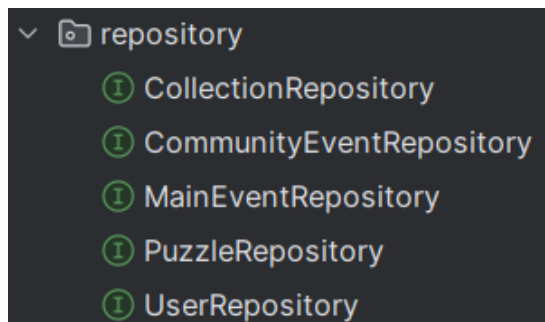 repository
CollectionRepository
CommunityEventRepository
MainEventRepository
PuzzleRepository
UserRepository